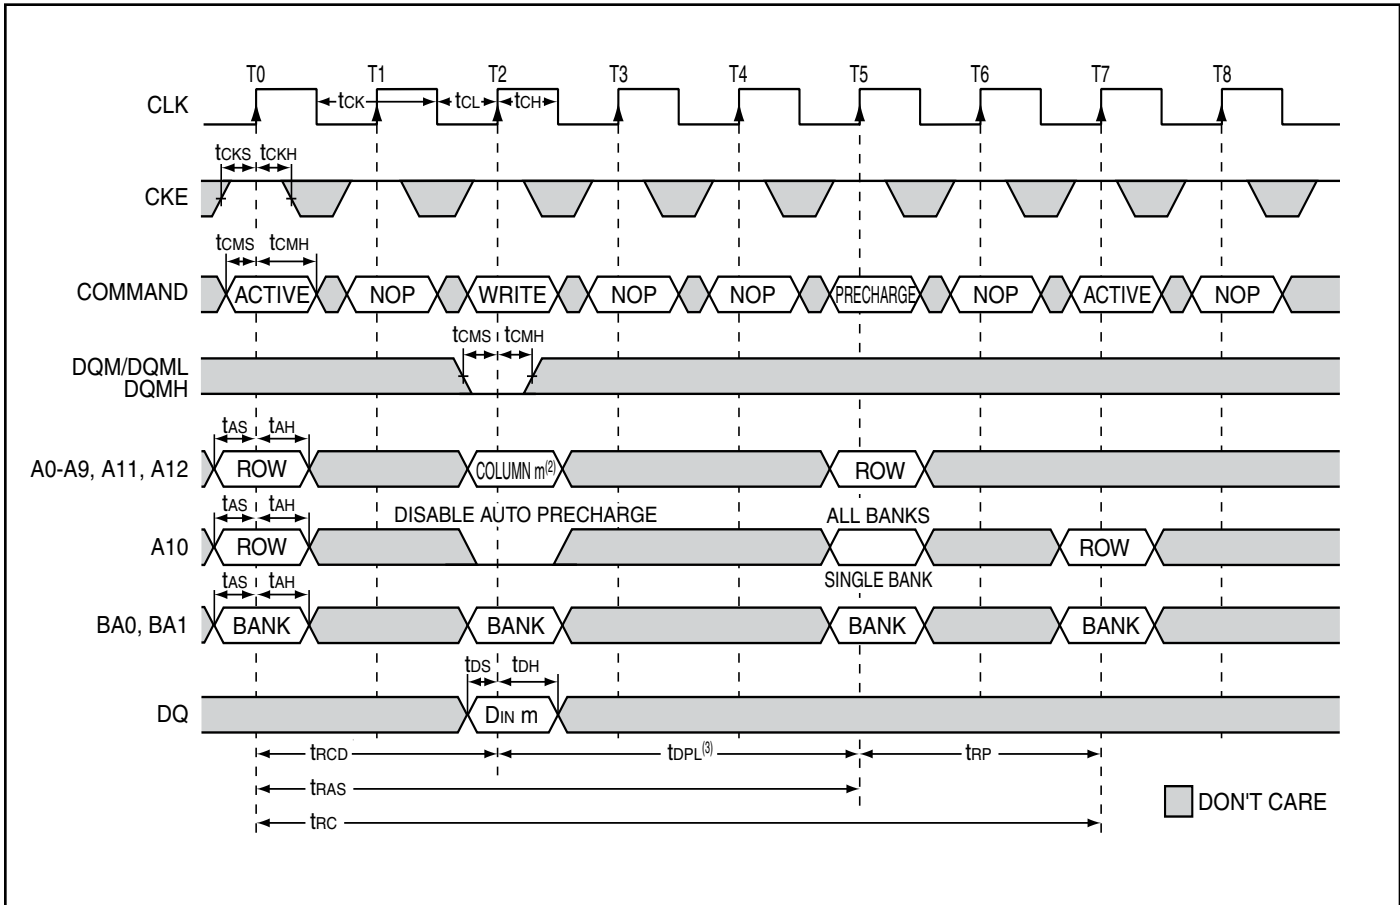 T0 T1 T2 T3 T4 T5 T6 T7 T8
CLK tCK tCL tCH
tCKS tCKH
CKE
tCMS tCMH
COMMAND ACTIVE NOP WRITE NOP NOP PRECHARGE NOP ACTIVE NOP
tCMS tCMH
DQM/DQML
DQMH
tAS tAH
A0-A9, A11, A12 ROW COLUMN m(2) ROW
tAS tAH DISABLE AUTO PRECHARGE ALL BANKS
A10 ROW ROW
tAS tAH SINGLE BANK
BA0, BA1 BANK BANK BANK BANK
tDS tDH
DQ DIN m
tRCD tDPL(3) tRP
tRAS
DON'T CARE
tRC